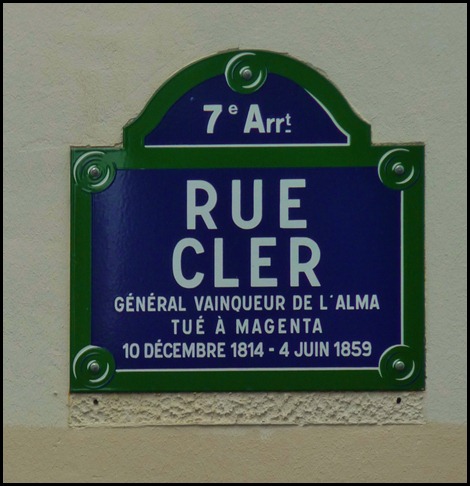 7e Arrt
RUE
CLER
GÉNÉRAL VAINQUEUR DE L'ALMA
TUÉ À MAGENTA
10 DÉCEMBRE 1814 - 4 JUIN 1859